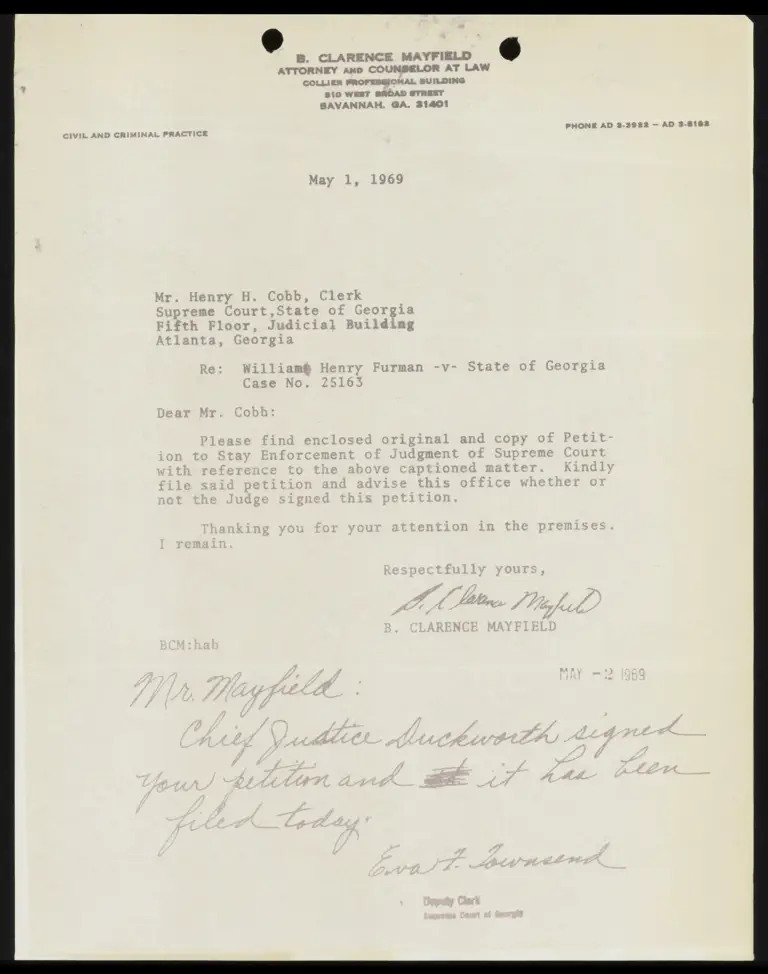 B. CLARENCE MAYFIELD
ATTORNEY AND COUNSELOR AT LAW
COLLIER PROFESSIONAL BUILDING
910 WEST BROAD STREET
SAVANNAH, GA. 31401
CIVIL AND CRIMINAL PRACTICE
PHONE AD
May 1, 1969
Mr. Henry H. Cobb, Clerk
Supreme Court,State of Georgia
Fifth Floor, Judicial Building
Atlanta, Georgia
Re: William Henry Furman -v- State of Georgia
Case No. 25163
Dear Mr. Cobb:
Please find enclosed original and copy of Petit-
ion to Stay Enforcement of Judgment of Supreme Court
with reference to the above captioned matter. Kindly
file said petition and advise this office whether or
not the Judge signed this petition.
Thanking you for your attention in the premises.
I remain.
Respectfully yours,
B. Clarence Mayfield
B. CLARENCE MAYFIELD
BCM:hab
MAY -2 1969
Mr. Mayfield:
Chief Justice Duckworth signed
your petition and it has been
filed today.
Eva F. Townsend
Deputy Clerk
Supreme Court of Georgia